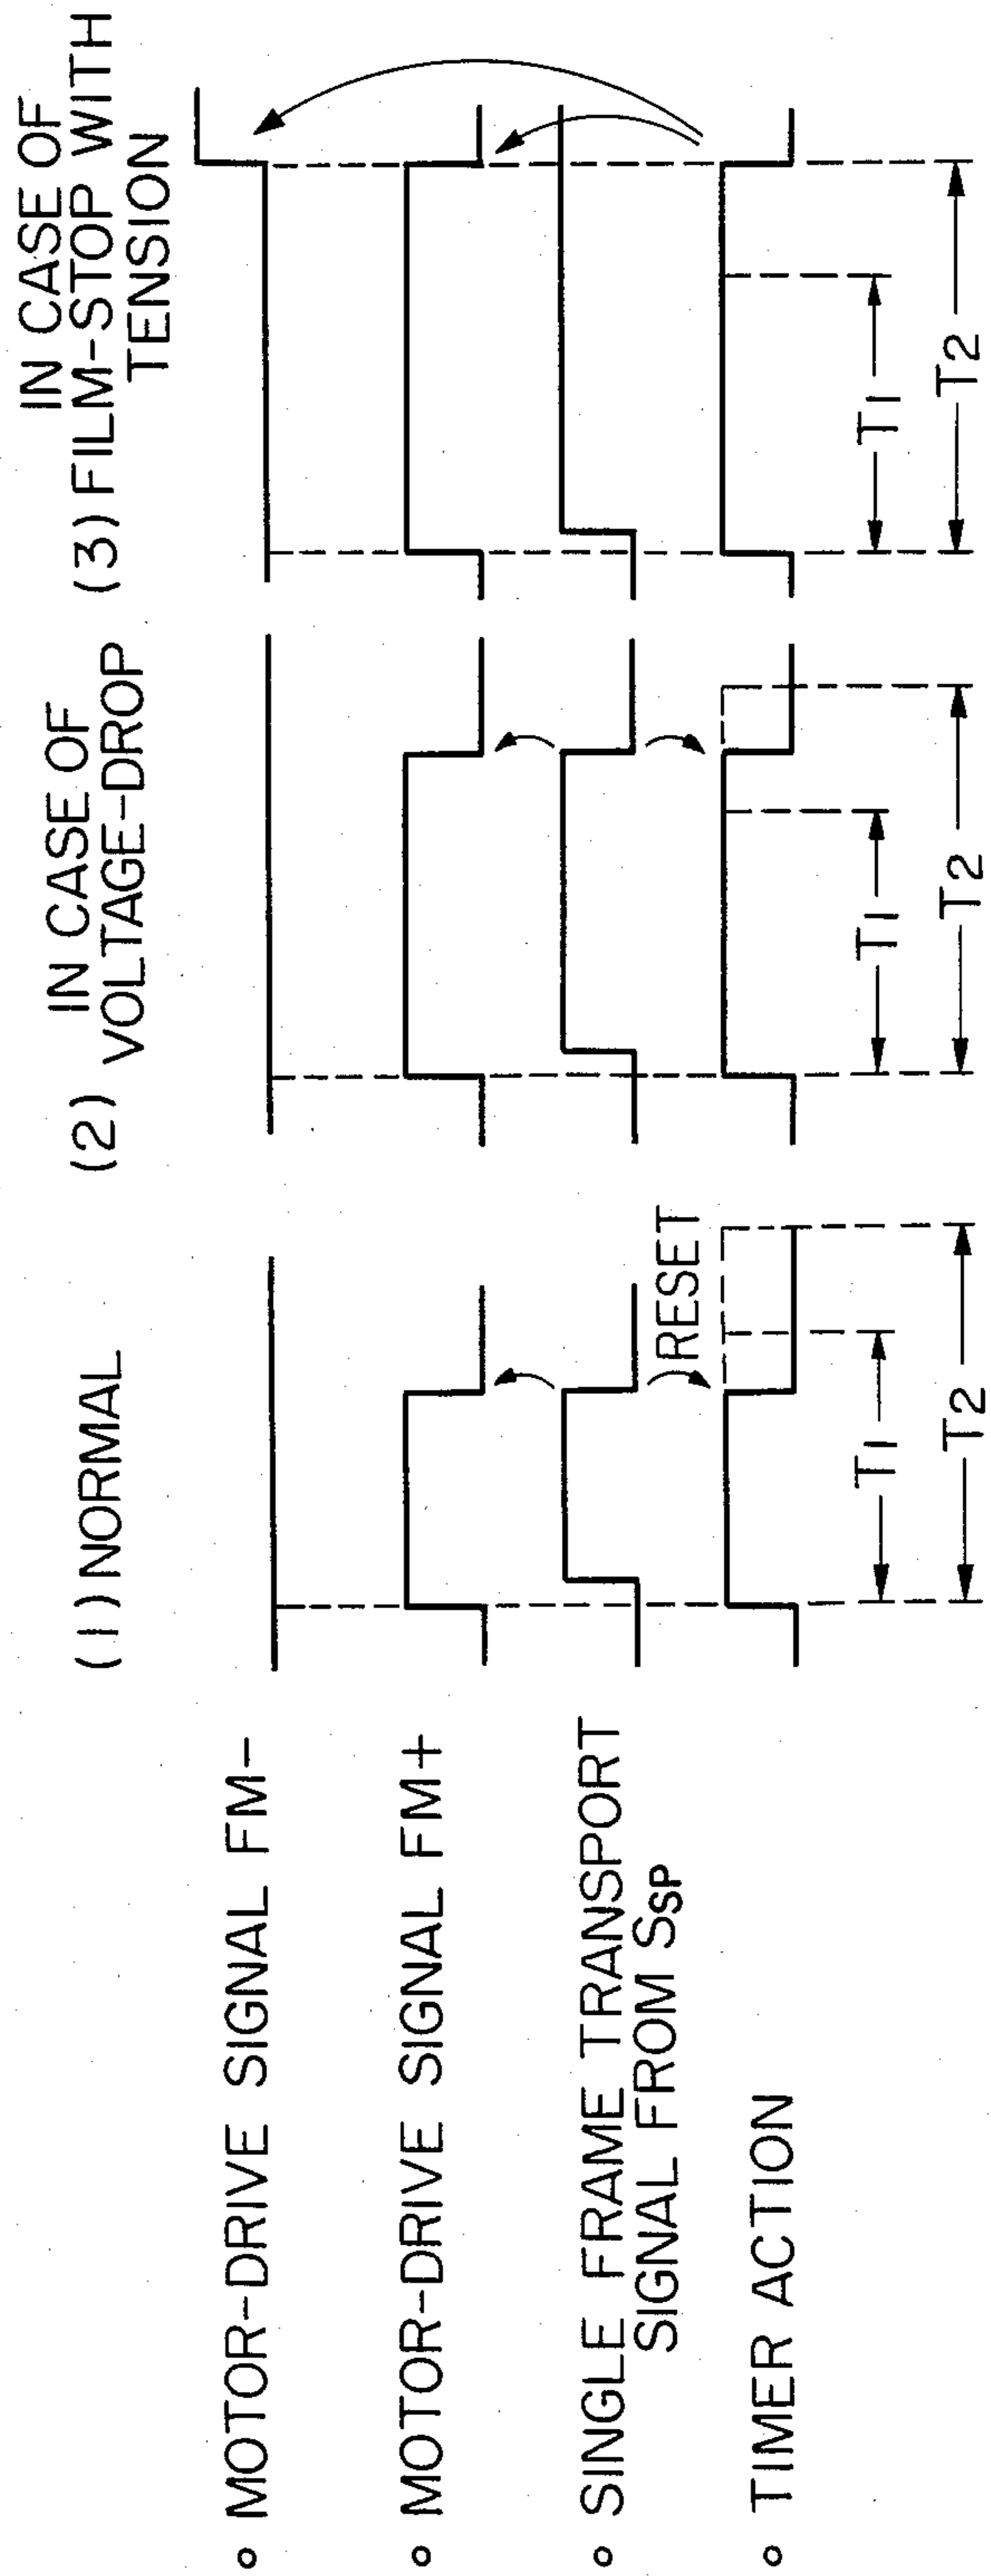 (1) NORMAL
(2) IN CASE OF
VOLTAGE-DROP
IN CASE OF
(3) FILM-STOP WITH
TENSION
o MOTOR-DRIVE SIGNAL FM-
o MOTOR-DRIVE SIGNAL FM+
o SINGLE FRAME TRANSPORT
SIGNAL FROM SSP
RESET
o TIMER ACTION
T1
T1
T1
T2
T2
T2